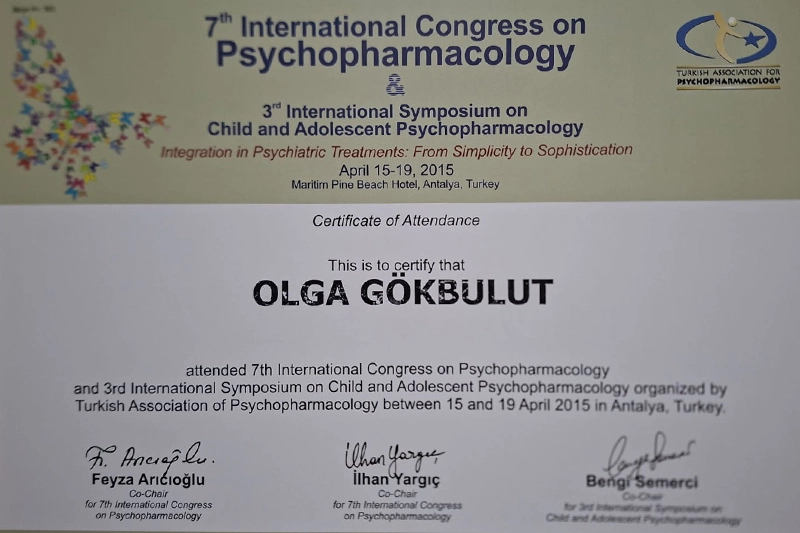 7th International Congress on
Psychopharmacology
&
3rd International Symposium on
Child and Adolescent Psychopharmacology
Integration in Psychiatric Treatments: From Simplicity to Sophistication
April 15-19, 2015
Maritim Pine Beach Hotel, Antalya, Turkey
TURKISH ASSOCIATION FOR
PSYCHOPHARMACOLOGY
Certificate of Attendance
This is to certify that
OLGA GÖKBULUT
attended 7th International Congress on Psychopharmacology
and 3rd International Symposium on Child and Adolescent Psychopharmacology organized by
Turkish Association of Psychopharmacology between 15 and 19 April 2015 in Antalya, Turkey.
Feyza Arıcıoğlu
Co-Chair
for 7th International Congress
on Psychopharmacology
İlhan Yargıç
İlhan Yargıç
Co-Chair
for 7th International Congress
on Psychopharmacology
Bengi Semerci
Co-Chair
for 3rd International Symposium on
Child and Adolescent Psychopharmacology